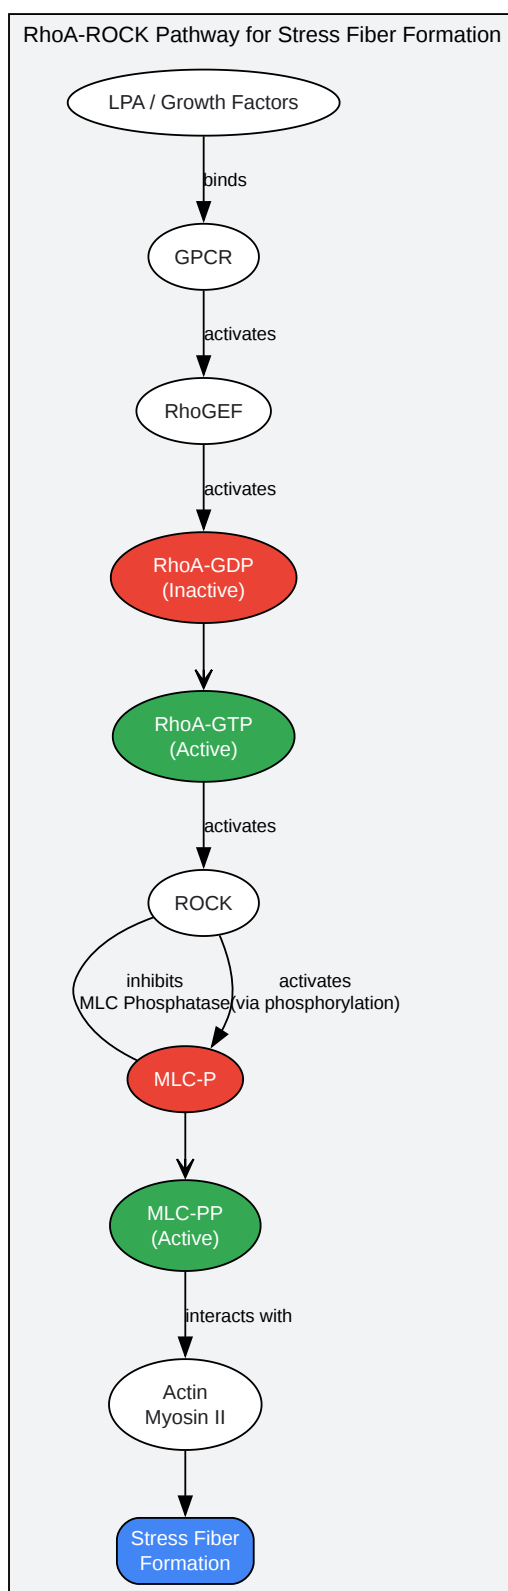 RhoA-ROCK Pathway for Stress Fiber Formation
LPA / Growth Factors
binds
GPCR
activates
RhoGEF
activates
RhoA-GDP
(Inactive)
RhoA-GTP
(Active)
activates
ROCK
inhibits
MLC Phosphatase
activates
(via phosphorylation)
MLC-P
MLC-PP
(Active)
interacts with
Actin
Myosin II
Stress Fiber
Formation